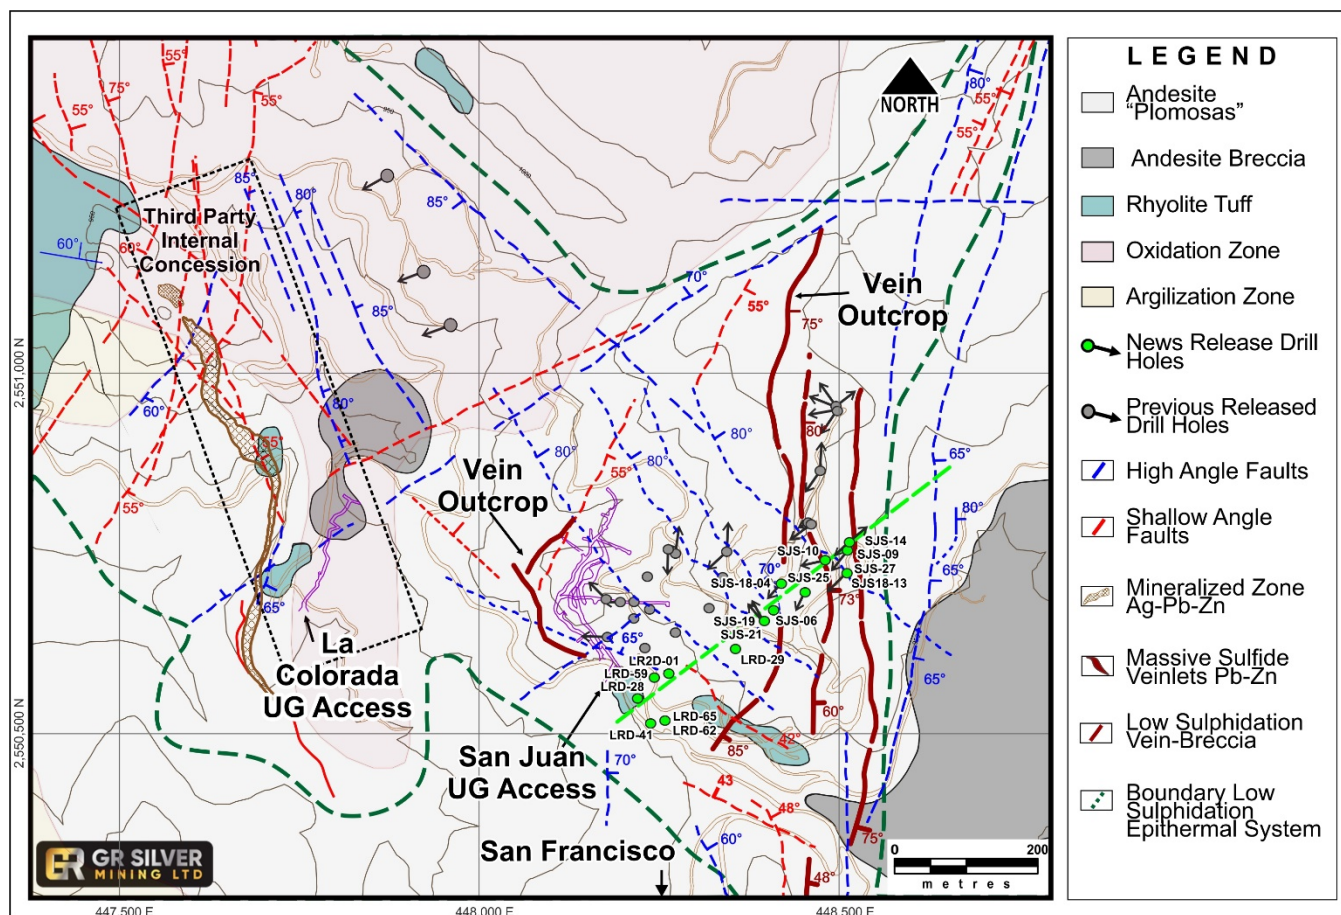 NORTH
Third Party
Internal
Concession
Vein
Outcrop
Vein
Outcrop
La
Colorada
UG Access
San Juan
UG Access
San Francisco
SJS-14
SJS-10
SJS-09
SJS-27
SJS-18-04
SJS-25
SJS18-13
SJS-19
SJS-06
SJS-21
LRD-29
LR2D-01
LRD-59
LRD-28
LRD-65
LRD-41
LRD-62
55°
75°
55°
55°
55°
85°
80°
60°
60°
85°
85°
80°
60°
55°
55°
65°
80°
55°
55°
70°
55°
75°
80°
80°
80°
80°
55°
65°
80°
65°
70°
73°
65°
65°
60°
42°
85°
70°
43
48°
60°
75°
48°
2,551,000 N
2,550,500 N
447,500 E
448,000 E
448,500 E
0
200
metres
GR SILVER
MINING LTD
LEGEND
Andesite
"Plomosas"
Andesite Breccia
Rhyolite Tuff
Oxidation Zone
Argilization Zone
News Release Drill
Holes
Previous Released
Drill Holes
High Angle Faults
Shallow Angle
Faults
Mineralized Zone
Ag-Pb-Zn
Massive Sulfide
Veinlets Pb-Zn
Low Sulphidation
Vein-Breccia
Boundary Low
Sulphidation
Epithermal System